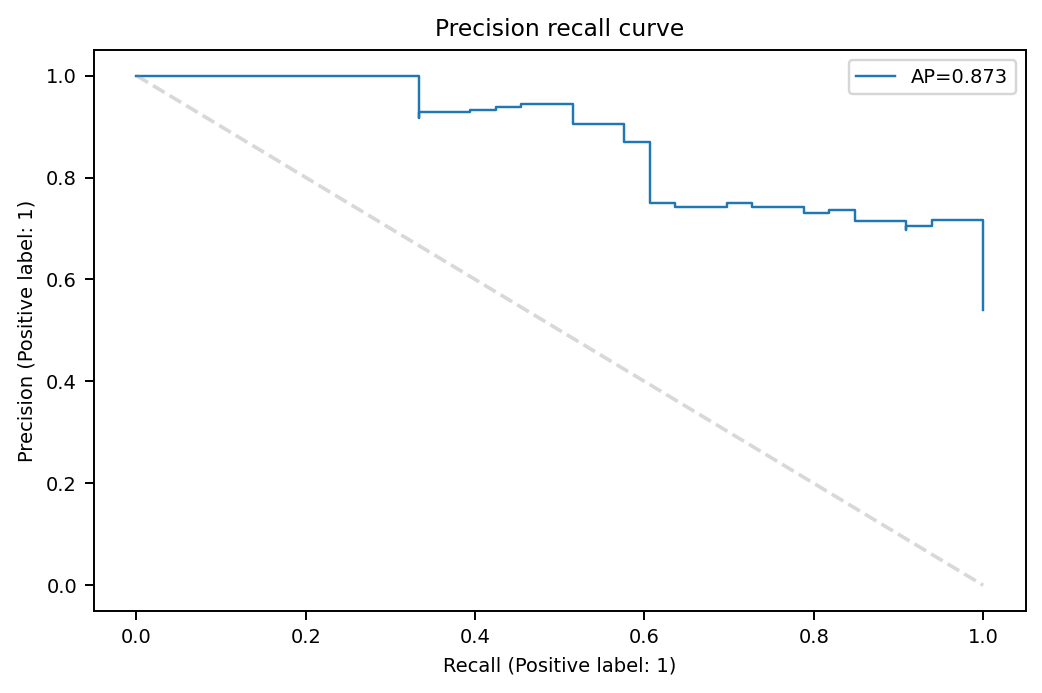 Precision recall curve
AP=0.873
Precision (Positive label: 1)
1.0
0.8
0.6
0.4
0.2
0.0
0.0 0.2 0.4 0.6 0.8 1.0
Recall (Positive label: 1)